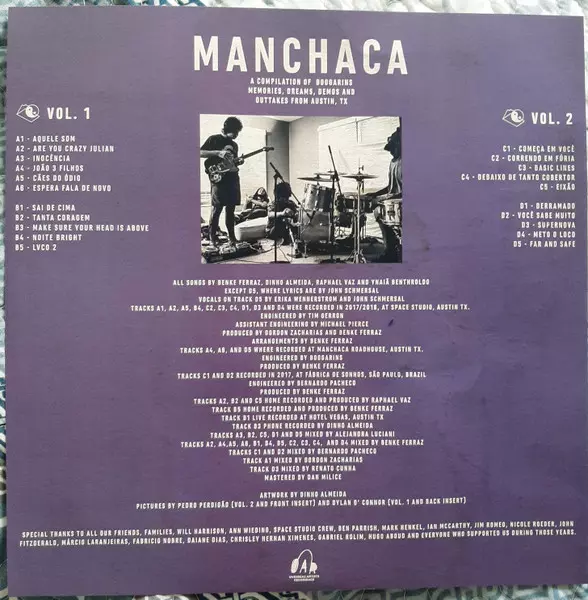 MANCHACA
A COMPILATION OF BOOGARINS
MEMORIES, DREAMS, DEMOS AND
OUTTAKES FROM AUSTIN, TX
VOL. 1
A1 - AQUELE SOM
A2 - ARE YOU CRAZY JULIAN
A3 - INOCÊNCIA
A4 - JOÃO 3 FILHOS
A5 - CÃES DO ÓDIO
A6 - ESPERA FALA DE NOVO
B1 - SAI DE CIMA
B2 - TANTA CORAGEM
B3 - MAKE SURE YOUR HEAD IS ABOVE
B4 - NOITE BRIGHT
B5 - LVCO 2
VOL. 2
C1 - COMEÇA EM VOCÊ
C2 - CORRENDO EM FÚRIA
C3 - BASIC LINES
C4 - DEBAIXO DE TANTO COBERTOR
C5 - EIXÃO
D1 - DERRAMADO
D2 - VOCÊ SABE MUITO
D3 - SUPERNOVA
D4 - METO O LOCO
D5 - FAR AND SAFE
ALL SONGS BY BENKE FERRAZ, DINHO ALMEIDA, RAPHAEL VAZ AND YNAIÃ BENTHROLDO
EXCEPT D5, WHERE LYRICS ARE BY JOHN SCHMERSAL
VOCALS ON TRACK D5 BY ERIKA WENNERSTROM AND JOHN SCHMERSAL
TRACKS A1, A2, A5, B4, C2, C3, C4, D1, D3 AND D4 WERE RECORDED IN 2017/2018, AT SPACE STUDIO, AUSTIN TX.
ENGINEERED BY TIM GERRON
ASSISTANT ENGINEERING BY MICHAEL PIERCE
PRODUCED BY GORDON ZACHARIAS AND BENKE FERRAZ
ARRANGEMENTS BY BENKE FERRAZ
TRACKS A4, A6, AND D5 WHERE RECORDED AT MANCHACA ROADHOUSE, AUSTIN TX.
ENGINEERED BY BOOGARINS
PRODUCED BY BENKE FERRAZ
TRACKS C1 AND D2 RECORDED IN 2017, AT FÁBRICA DE SONHOS, SÃO PAULO, BRAZIL
ENGINEERED BY BERNARDO PACHECO
PRODUCED BY BENKE FERRAZ
TRACKS A2, B2 AND C5 HOME RECORDED AND PRODUCED BY RAPHAEL VAZ
TRACK B5 HOME RECORDED AND PRODUCED BY BENKE FERRAZ
TRACK B1 LIVE RECORDED AT HOTEL VEGAS, AUSTIN TX
TRACK B3 PHONE RECORDED BY DINHO ALMEIDA
TRACKS A3, B2, C5, D1 AND D5 MIXED BY ALEJANDRA LUCIANI
TRACKS A2, A4, A5, A6, B1, B4, B5, C2, C3, C4, AND D4 MIXED BY BENKE FERRAZ
TRACKS C1 AND D2 MIXED BY BERNARDO PACHECO
TRACK A1 MIXED BY GORDON ZACHARIAS
TRACK D3 MIXED BY RENATO CUNHA
MASTERED BY DAN MILICE
ARTWORK BY DINHO ALMEIDA
PICTURES BY PEDRO PERDIGÃO (VOL. 2 AND FRONT INSERT) AND DYLAN O' CONNOR (VOL. 1 AND BACK INSERT)
SPECIAL THANKS TO ALL OUR FRIENDS, FAMILIES, WILL HARRISON, ANN WIEDING, SPACE STUDIO CREW, BEN PARRISH, MARK HENKEL, IAN MCCARTHY, JIM ROMEO, NICOLE ROEDER, JOHN
FITZGERALD, MÁRCIO LARANJEIRAS, FABRICIO NOBRE, DAIANE DIAS, CHRISLEY HERNAN XIMENES, GABRIEL ROLIM, HUGO ABOUD AND EVERYONE WHO SUPPORTED US DURING THOSE YEARS.
OVERSEAS ARTISTS
RECORDINGS